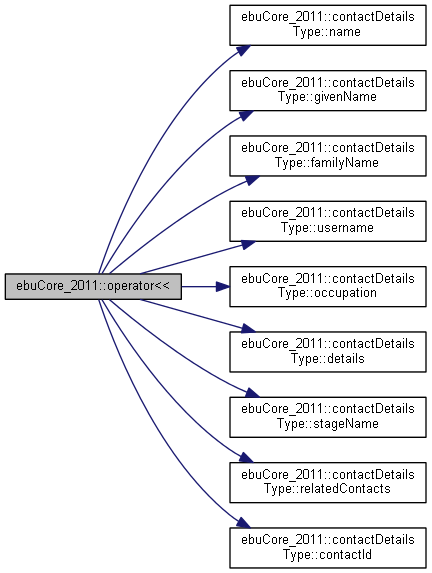 ebuCore_2011::contactDetails
Type::name
ebuCore_2011::contactDetails
Type::givenName
ebuCore_2011::contactDetails
Type::familyName
ebuCore_2011::contactDetails
Type::username
ebuCore_2011::operator<<
ebuCore_2011::contactDetails
Type::occupation
ebuCore_2011::contactDetails
Type::details
ebuCore_2011::contactDetails
Type::stageName
ebuCore_2011::contactDetails
Type::relatedContacts
ebuCore_2011::contactDetails
Type::contactId